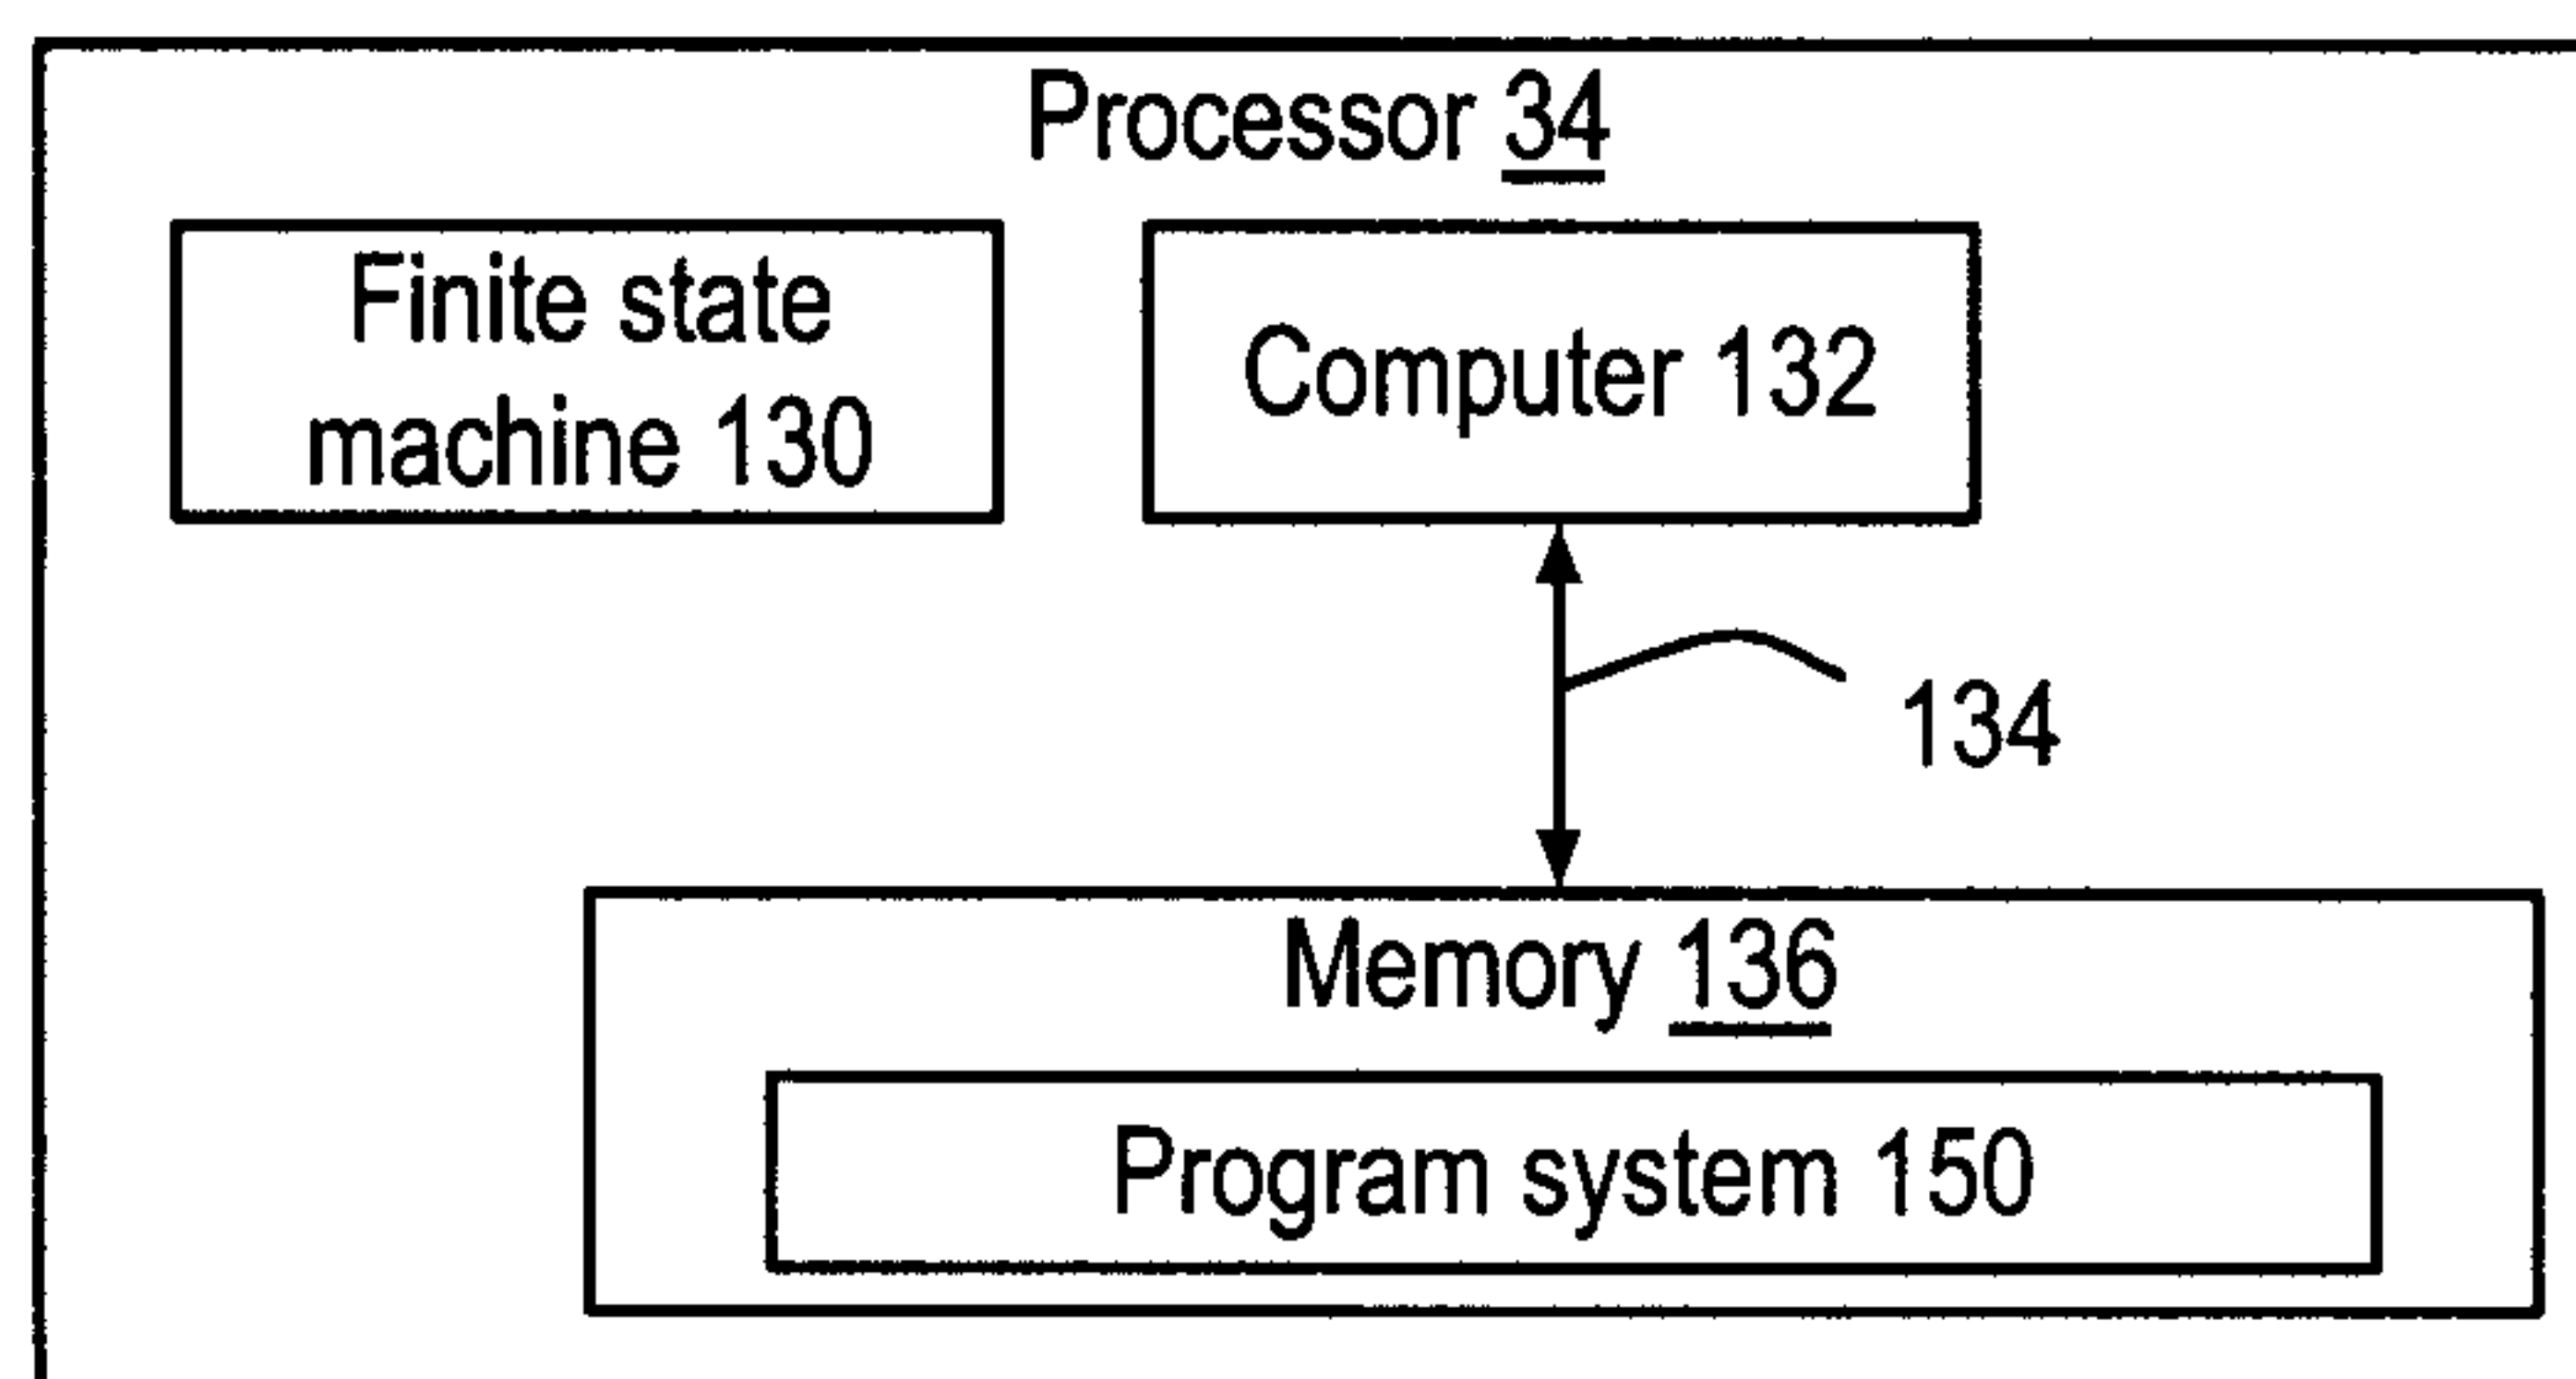 Processor 34
Finite state
machine 130
Computer 132
134
Memory 136
Program system 150